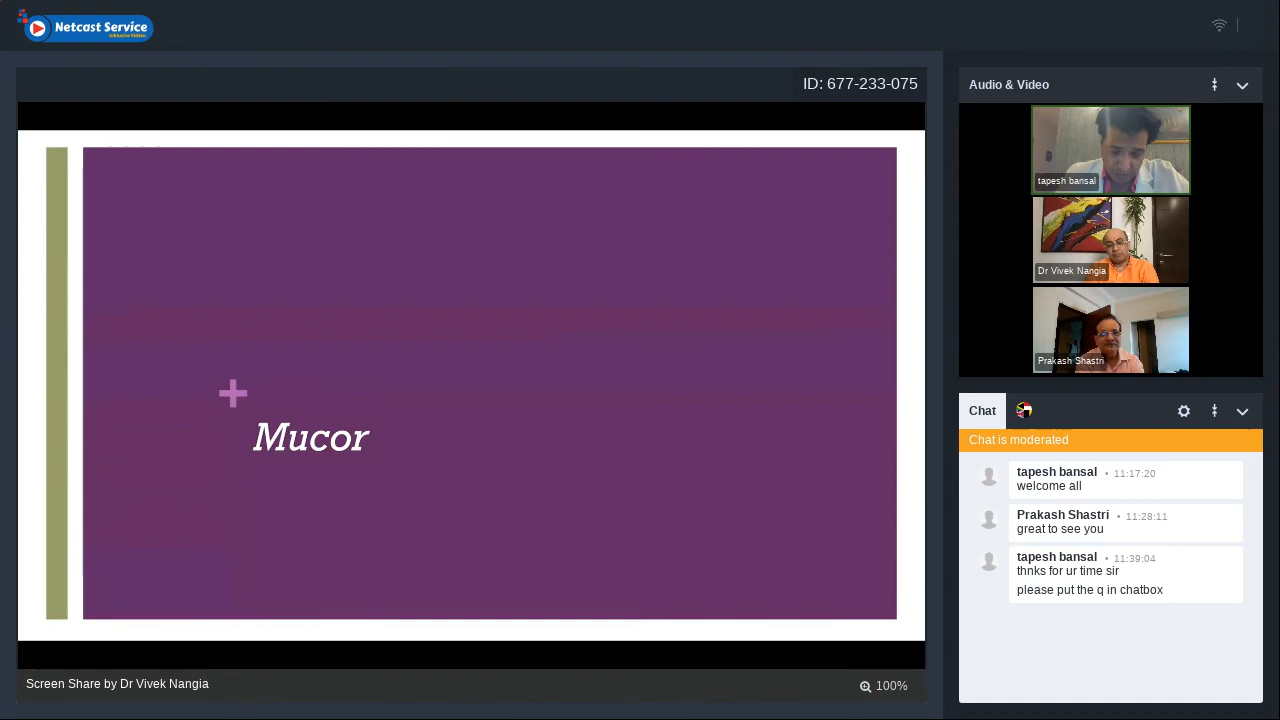 Netcast Service
Inklusive Videos
ID: 677-233-075
Mucor
Screen Share by Dr Vivek Nangia
100%
Audio & Video
tapesh bansal
Dr Vivek Nangia
Prakash Shastri
Chat
Chat is moderated
tapesh bansal • 11:17:20
welcome all
Prakash Shastri • 11:28:11
great to see you
tapesh bansal • 11:39:04
thnks for ur time sir
please put the q in chatbox